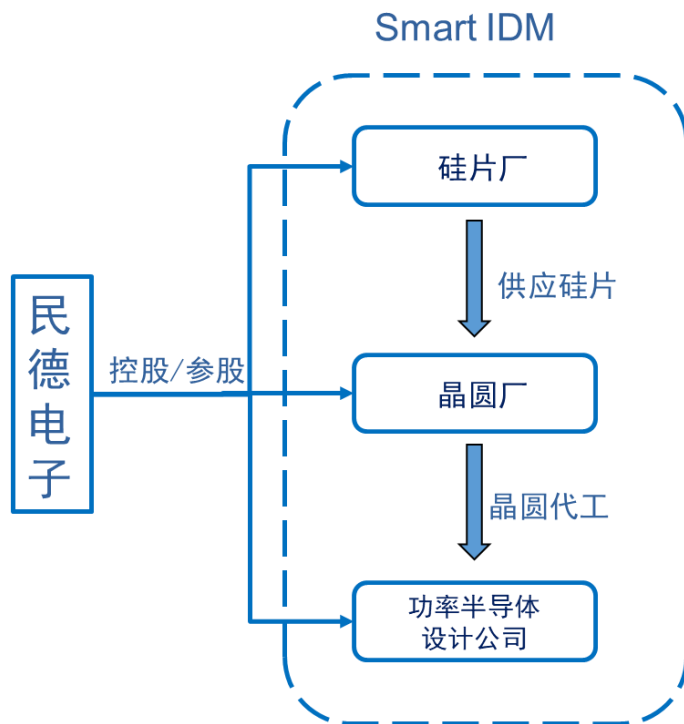 Smart IDM
硅片厂
供应硅片
民德电子
控股/参股
晶圆厂
晶圆代工
功率半导体
设计公司